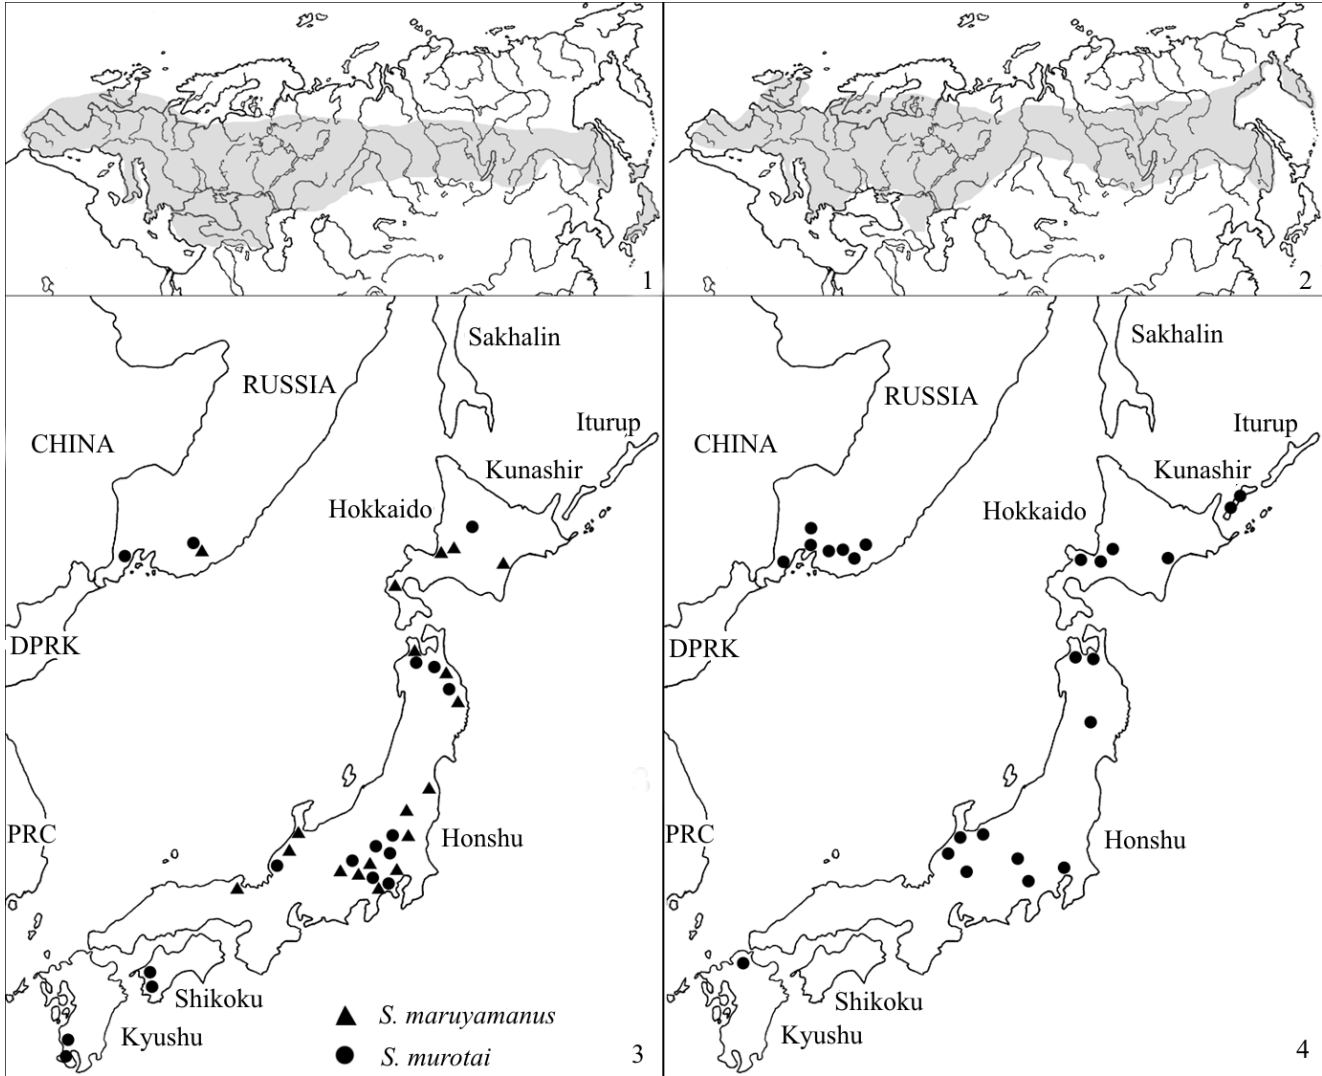 1
2
Sakhalin
RUSSIA
Iturup
CHINA
Kunashir
Hokkaido
DPRK
PRC
Honshu
Shikoku
Kyushu
S. maruyamanus
S. murotai
3
Sakhalin
RUSSIA
Iturup
CHINA
Kunashir
Hokkaido
DPRK
PRC
Honshu
Shikoku
Kyushu
4